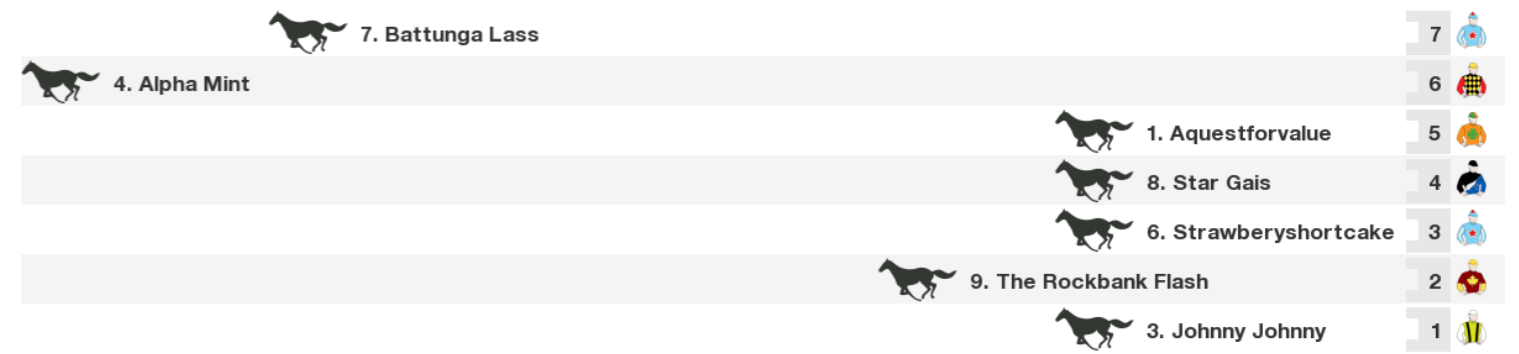 7. Battunga Lass 7
4. Alpha Mint 6
1. Aquestforvalue 5
8. Star Gais 4
6. Strawberyshortcake 3
9. The Rockbank Flash 2
3. Johnny Johnny 1